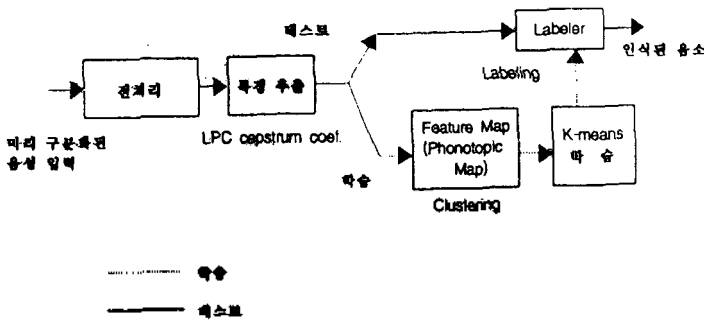 테스트
Labeler
인식된 음소
Labeling
전처리
특징 추출
미리 구분화된
음성 입력
LPC cepstrum coef.
학습
Feature Map
(Phonotopic
Map)
Clustering
K-means
학 습
학습
테스트